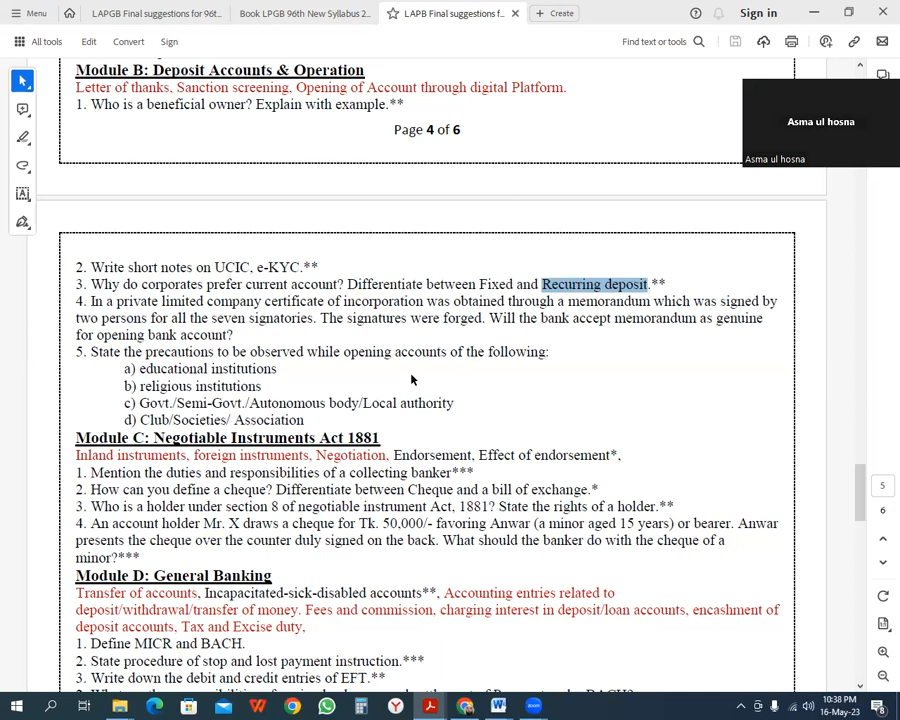 Menu
LAPGB Final suggestions for 96t...
Book LPGB 96th New Syllabus 2...
LAPB Final suggestions f...
Create
Sign in
All tools Edit Convert Sign
Find text or tools
Module B: Deposit Accounts & Operation
Letter of thanks, Sanction screening, Opening of Account through digital Platform.
1. Who is a beneficial owner? Explain with example.**
Page 4 of 6
Asma ul hosna
Asma ul hosna
2. Write short notes on UCIC, e-KYC.**
3. Why do corporates prefer current account? Differentiate between Fixed and Recurring deposit.**
4. In a private limited company certificate of incorporation was obtained through a memorandum which was signed by
two persons for all the seven signatories. The signatures were forged. Will the bank accept memorandum as genuine
for opening bank account?
5. State the precautions to be observed while opening accounts of the following:
a) educational institutions
b) religious institutions
c) Govt./Semi-Govt./Autonomous body/Local authority
d) Club/Societies/ Association
Module C: Negotiable Instruments Act 1881
Inland instruments, foreign instruments, Negotiation, Endorsement, Effect of endorsement*,
1. Mention the duties and responsibilities of a collecting banker***
2. How can you define a cheque? Differentiate between Cheque and a bill of exchange.*
3. Who is a holder under section 8 of negotiable instrument Act, 1881? State the rights of a holder.**
4. An account holder Mr. X draws a cheque for Tk. 50,000/- favoring Anwar (a minor aged 15 years) or bearer. Anwar
presents the cheque over the counter duly signed on the back. What should the banker do with the cheque of a
minor?***
Module D: General Banking
Transfer of accounts, Incapacitated-sick-disabled accounts**, Accounting entries related to
deposit/withdrawal/transfer of money. Fees and commission, charging interest in deposit/loan accounts, encashment of
deposit accounts, Tax and Excise duty,
1. Define MICR and BACH.
2. State procedure of stop and lost payment instruction.***
3. Write down the debit and credit entries of EFT.**
5
6
10:38 PM
16-May-23
8